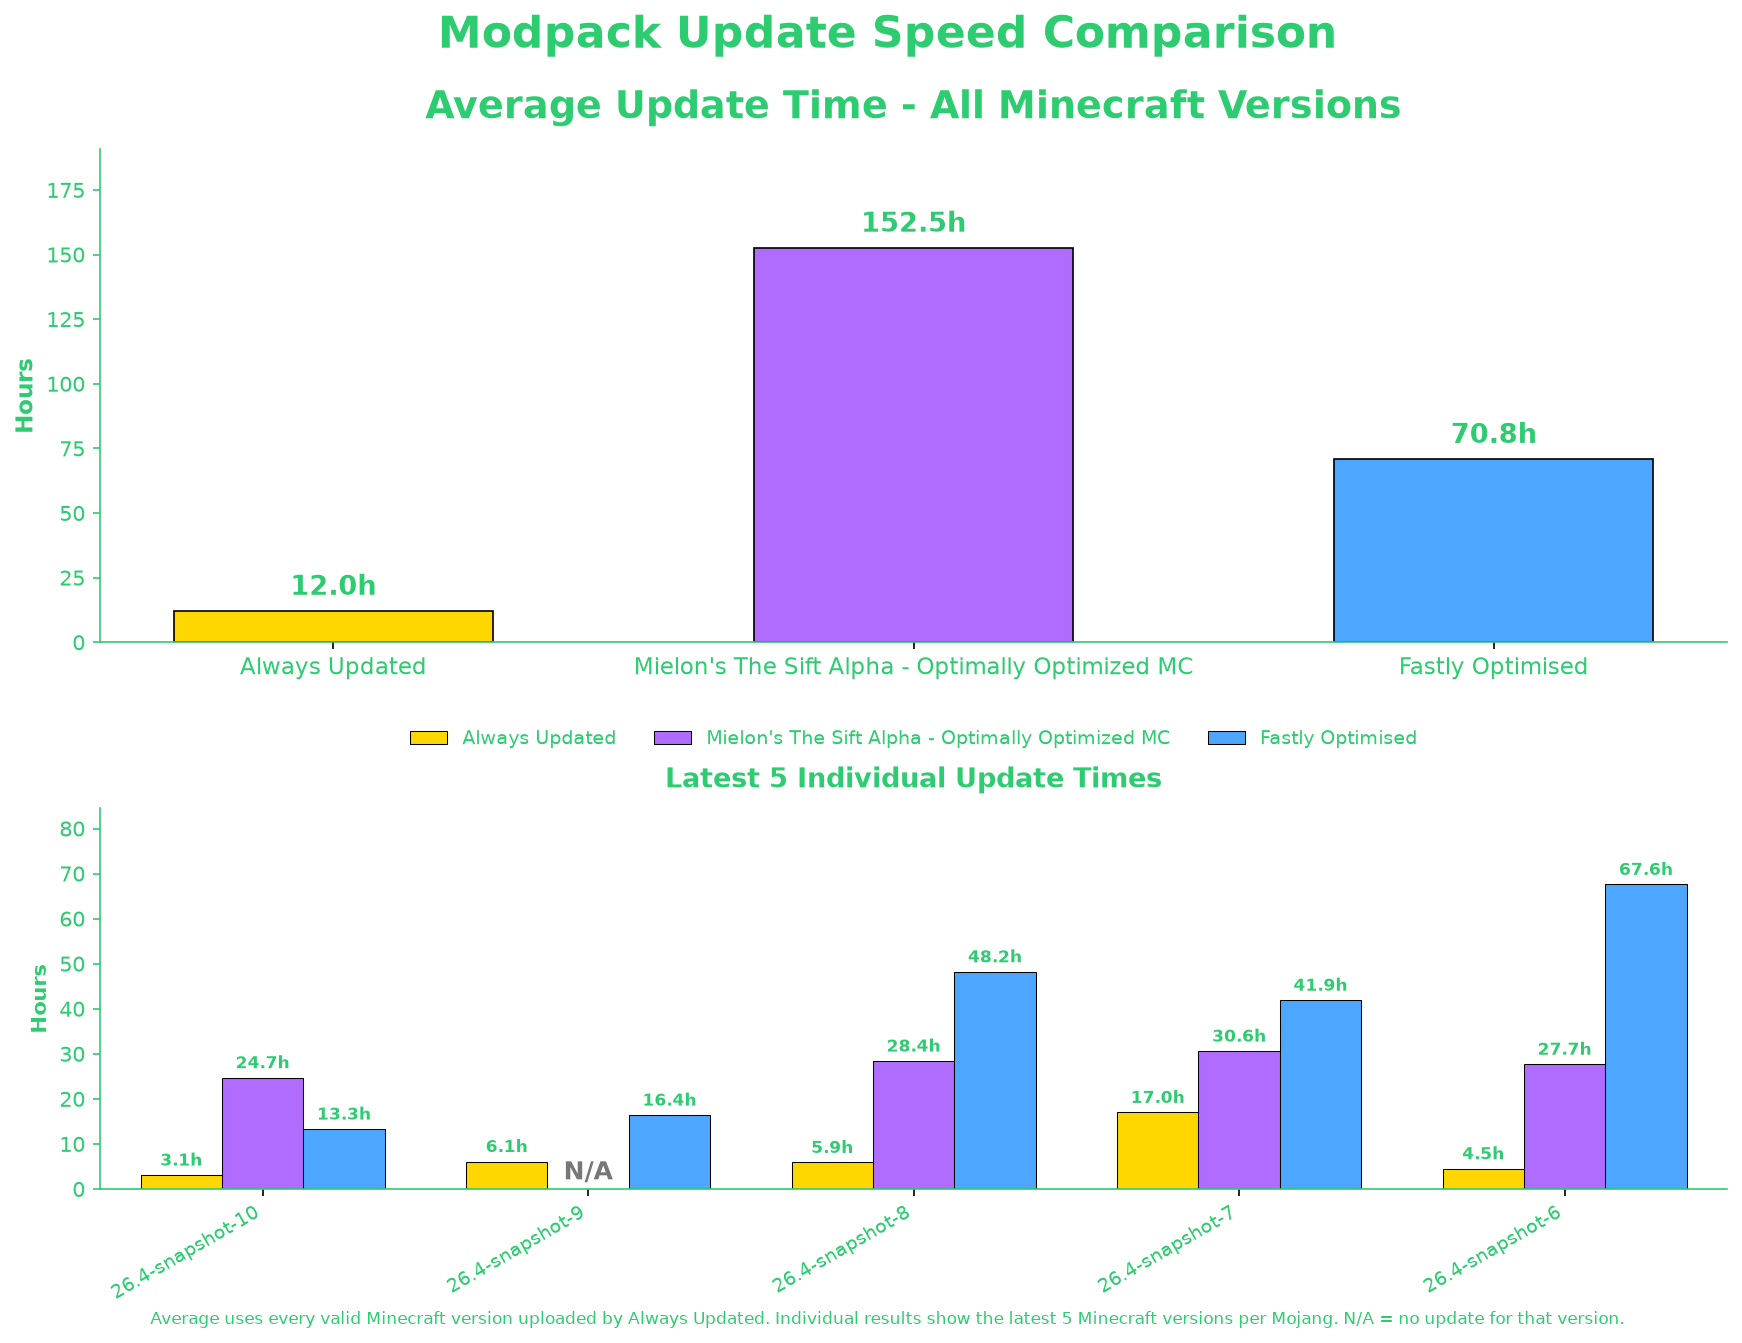 Modpack Update Speed Comparison
Average Update Time - All Minecraft Versions
Hours
175
150
125
100
75
50
25
0
12.0h
152.5h
70.8h
Always Updated
Mielon's The Sift Alpha - Optimally Optimized MC
Fastly Optimised
Always Updated
Mielon's The Sift Alpha - Optimally Optimized MC
Fastly Optimised
Latest 5 Individual Update Times
Hours
80
70
60
50
40
30
20
10
0
3.1h
24.7h
13.3h
6.1h
N/A
16.4h
5.9h
28.4h
48.2h
17.0h
30.6h
41.9h
4.5h
27.7h
67.6h
26.4-snapshot-10
26.4-snapshot-9
26.4-snapshot-8
26.4-snapshot-7
26.4-snapshot-6
Average uses every valid Minecraft version uploaded by Always Updated. Individual results show the latest 5 Minecraft versions per Mojang. N/A = no update for that version.